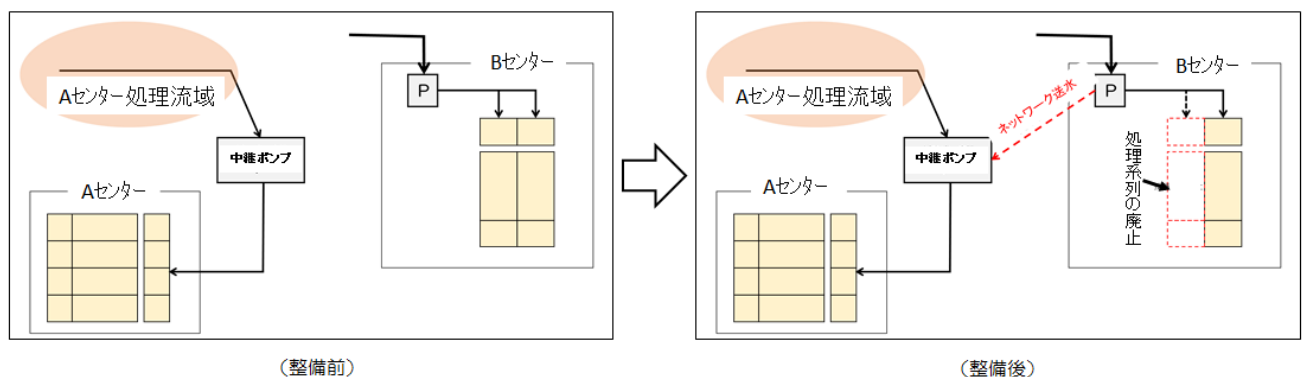 Aセンター処理流域
Bセンター
P
中継ポンプ
Aセンター
(整備前)
Aセンター処理流域
Bセンター
P
ネットワーク送水
中継ポンプ
処理系列の廃止
Aセンター
(整備後)